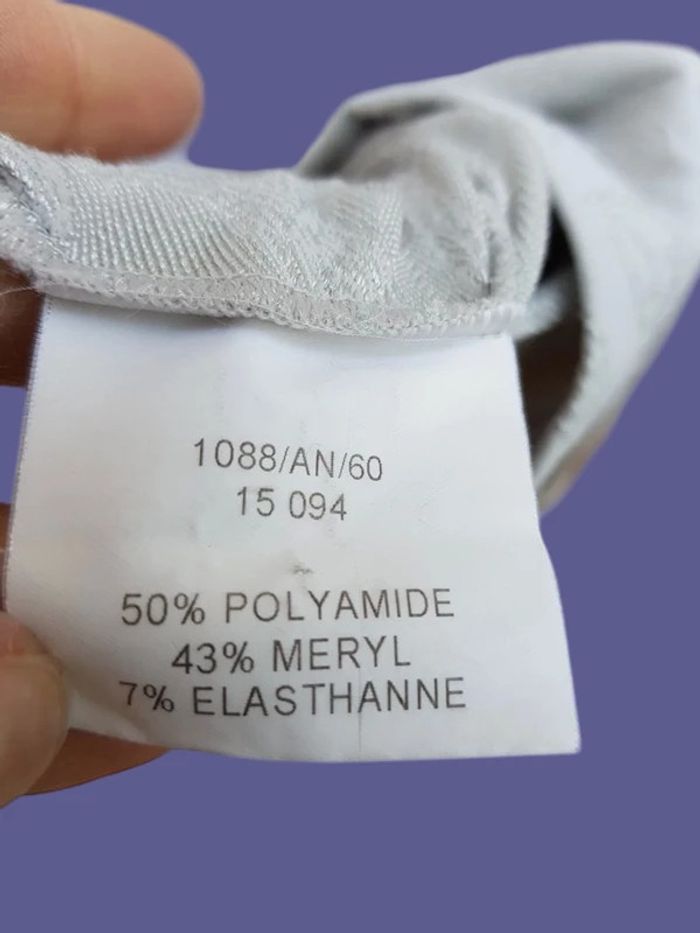 1088/AN/60
15 094
50% POLYAMIDE
43% MERYL
7% ELASTHANNE